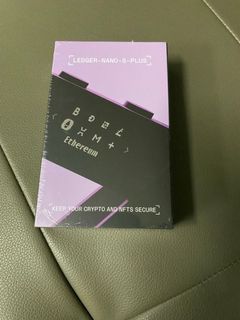 LEDGER-NANO-S-PLUS
Ethereum
KEEP YOUR CRYPTO AND NFTS SECURE